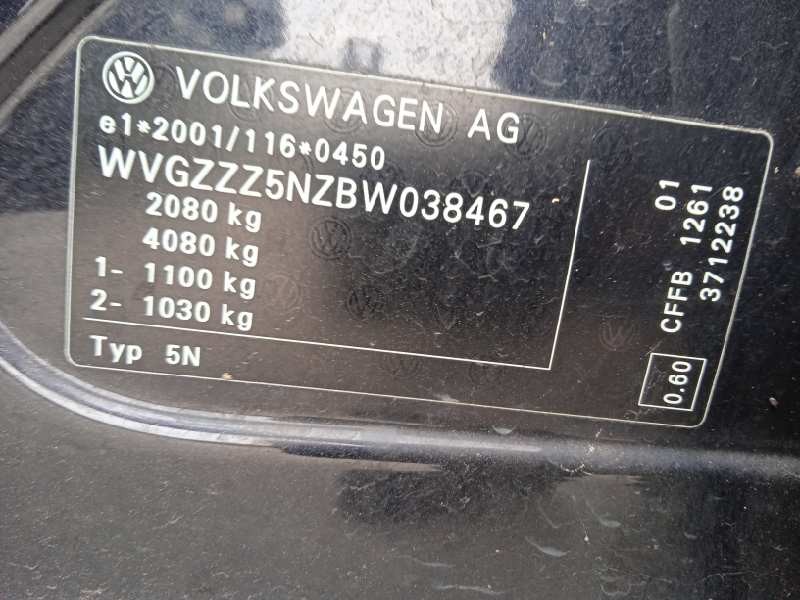 VOLKSWAGEN AG
e1*2001/116*0450
WVGZZZ5NZBW038467
2080 kg
4080 kg
1- 1100 kg
2- 1030 kg
Typ 5N
01
CFFB 1261
3712238
0.60